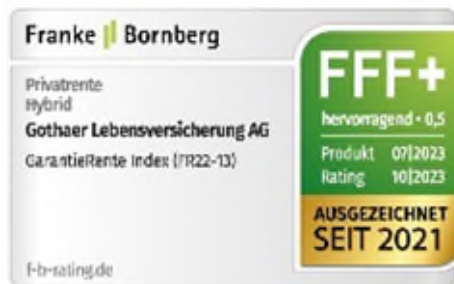 Franke Bornberg
Privatrente
Hybrid
Gothaer Lebensversicherung AG
GarantieRente Index (FR22-13)
f-b-rating.de
FFF+
hervorragend • 0,5
Produkt 07|2023
Rating 10|2023
AUSGEZEICHNET
SEIT 2021